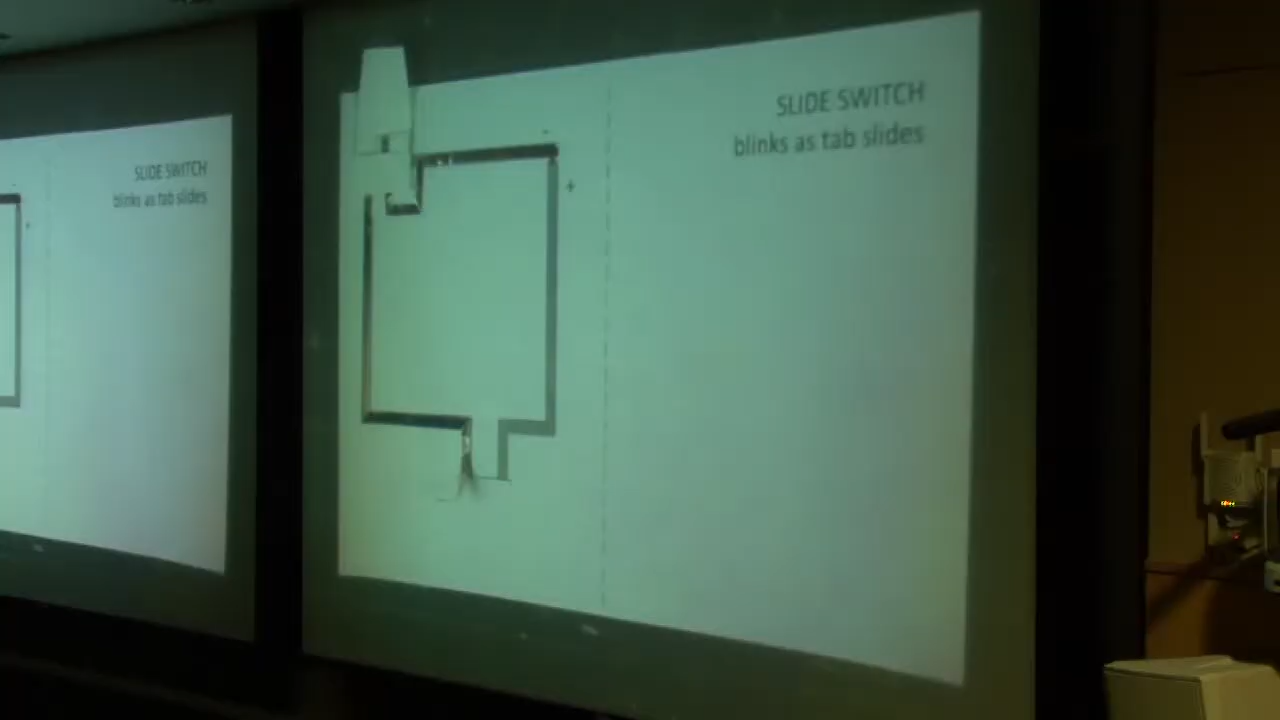 SLIDE SWITCH
blinks as tab slides
SLIDE SWITCH
blinks as tab slides
-
+